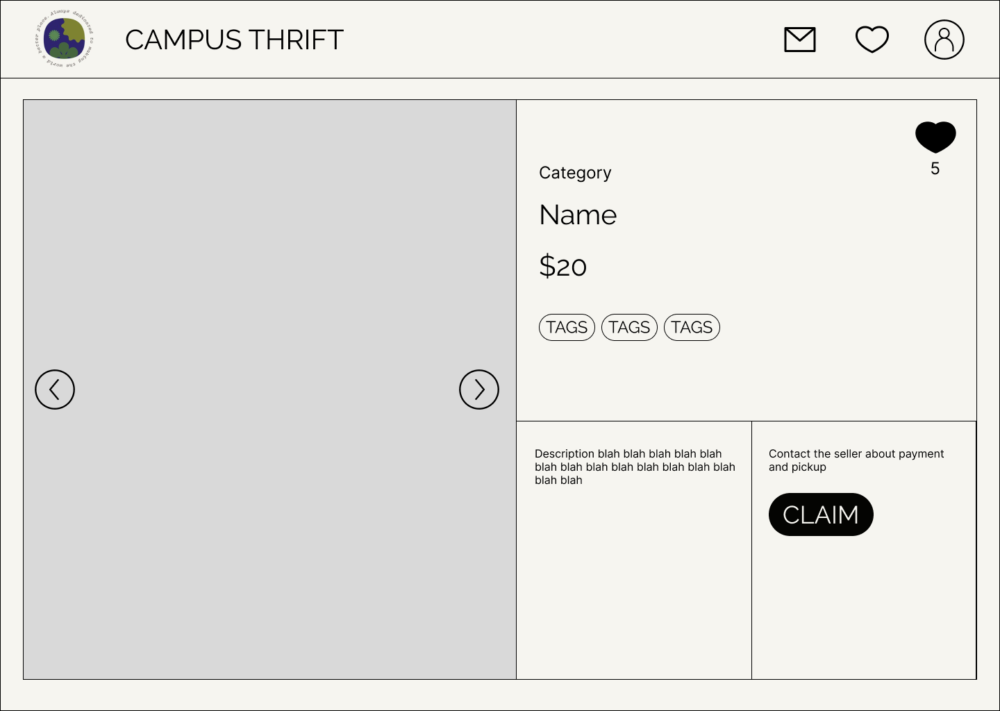 Always dedicated to making the world a better place.
CAMPUS THRIFT
5
Category
Name
$20
TAGS TAGS TAGS
Description blah blah blah blah blah
blah blah blah blah blah blah blah blah
blah blah
Contact the seller about payment
and pickup
CLAIM